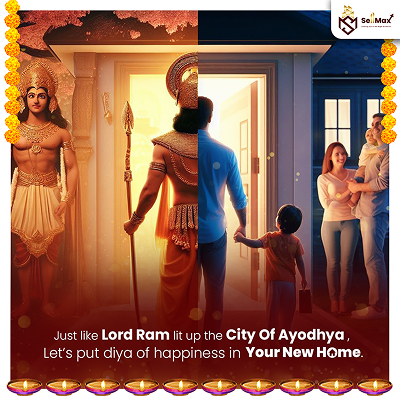 SellMax
Just like Lord Ram lit up the City Of Ayodhya ,
Let's put diya of happiness in Your New Home.